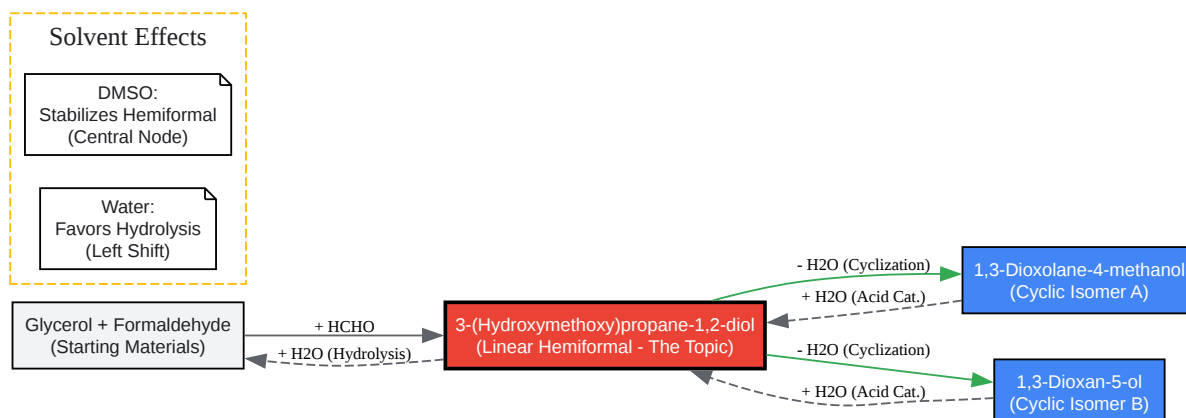 Solvent Effects
DMSO:
Stabilizes Hemiformal
(Central Node)
Water:
Favors Hydrolysis
(Left Shift)
Glycerol + Formaldehyde
(Starting Materials)
+ HCHO
+ H2O (Hydrolysis)
3-(Hydroxymethoxy)propane-1,2-diol
(Linear Hemiformal - The Topic)
- H2O (Cyclization)
+ H2O (Acid Cat.)
1,3-Dioxolane-4-methanol
(Cyclic Isomer A)
- H2O (Cyclization)
+ H2O (Acid Cat.)
1,3-Dioxan-5-ol
(Cyclic Isomer B)